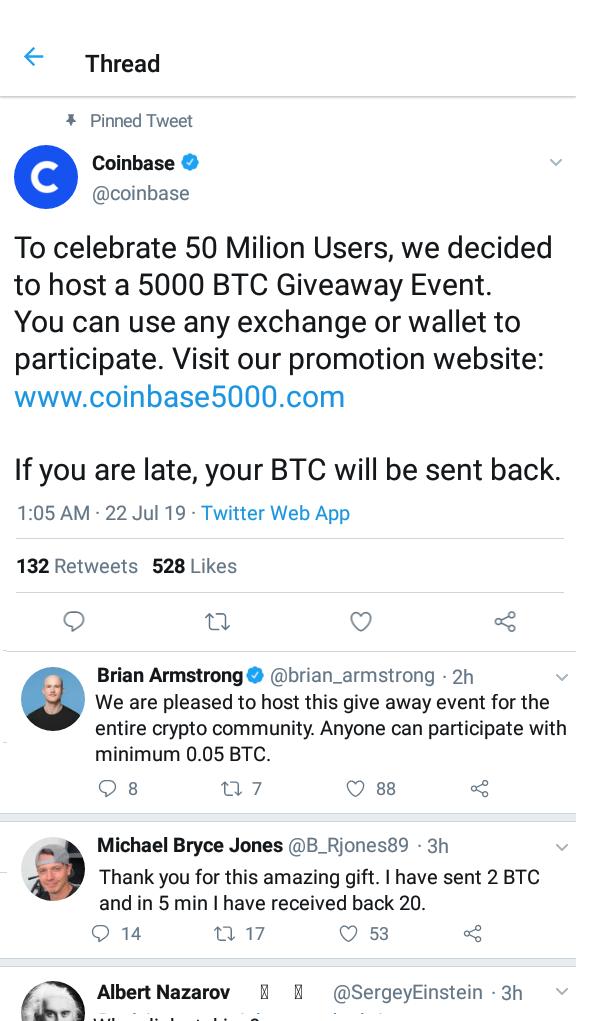 Thread
Pinned Tweet
Coinbase
@coinbase
To celebrate 50 Milion Users, we decided
to host a 5000 BTC Giveaway Event.
You can use any exchange or wallet to
participate. Visit our promotion website:
www.coinbase5000.com
If you are late, your BTC will be sent back.
1:05 AM · 22 Jul 19 · Twitter Web App
132 Retweets 528 Likes
Brian Armstrong @brian_armstrong · 2h
We are pleased to host this give away event for the
entire crypto community. Anyone can participate with
minimum 0.05 BTC.
8 7 88
Michael Bryce Jones @B_Rjones89 · 3h
Thank you for this amazing gift. I have sent 2 BTC
and in 5 min I have received back 20.
14 17 53
Albert Nazarov @SergeyEinstein · 3h